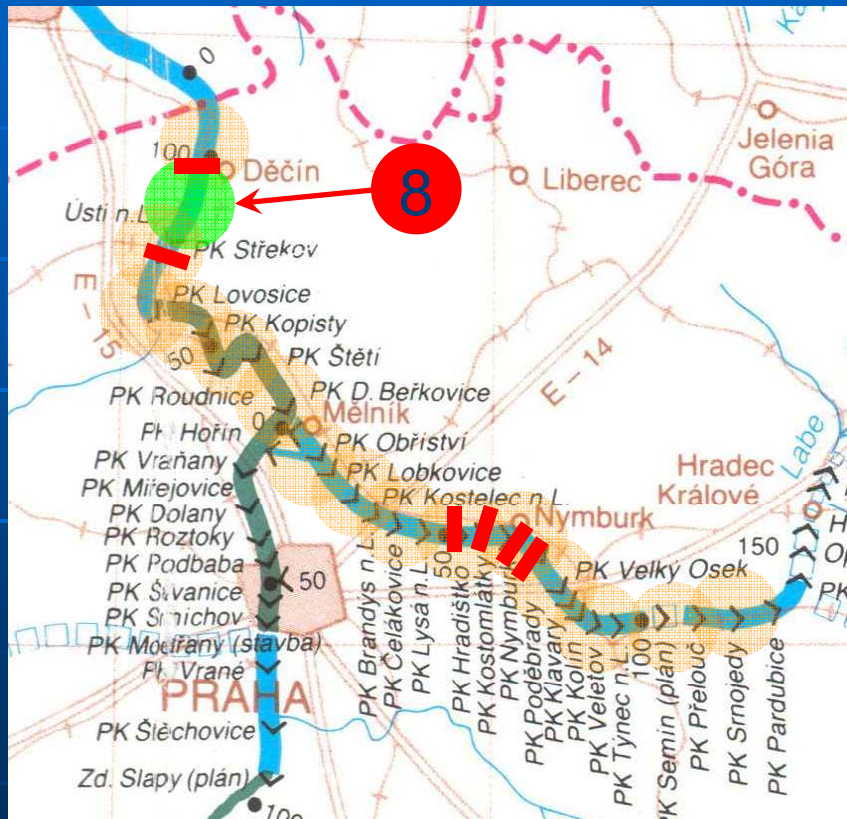 0
100
Děčín
Liberec
Jelenia
Góra
8
Ústí n.L
PK Střekov
E – 15
PK Lovosice
PK Kopisty
50
PK Štětí
PK Roudnice
PK D. Beřkovice
E – 14
0
Mělník
PK Hořín
PK Obříství
PK Vraňany
PK Lobkovice
Labe
Hradec
Králové
PK Miřejovice
PK Kostelec n.L.
PK Dolany
Nymburk
PK Roztoky
150
PK Podbaba
50
50
PK Velký Osek
PK Štvanice
PK Smíchov
PK Modřany (stavba)
PK Vrané
PRAHA
PK Brandýs n.L.
PK Čelákovice
PK Lysá n.L.
PK Hradištko
PK Kostomlátky
PK Nymburk
PK Poděbrady
PK Klavary
PK Kolín
PK Veletov
PK Týnec n.L.
100
PK Semín (plán)
PK Přelouč
PK Srnojedy
PK Pardubice
PK
PK Štěchovice
Zd. Slapy (plán)
100